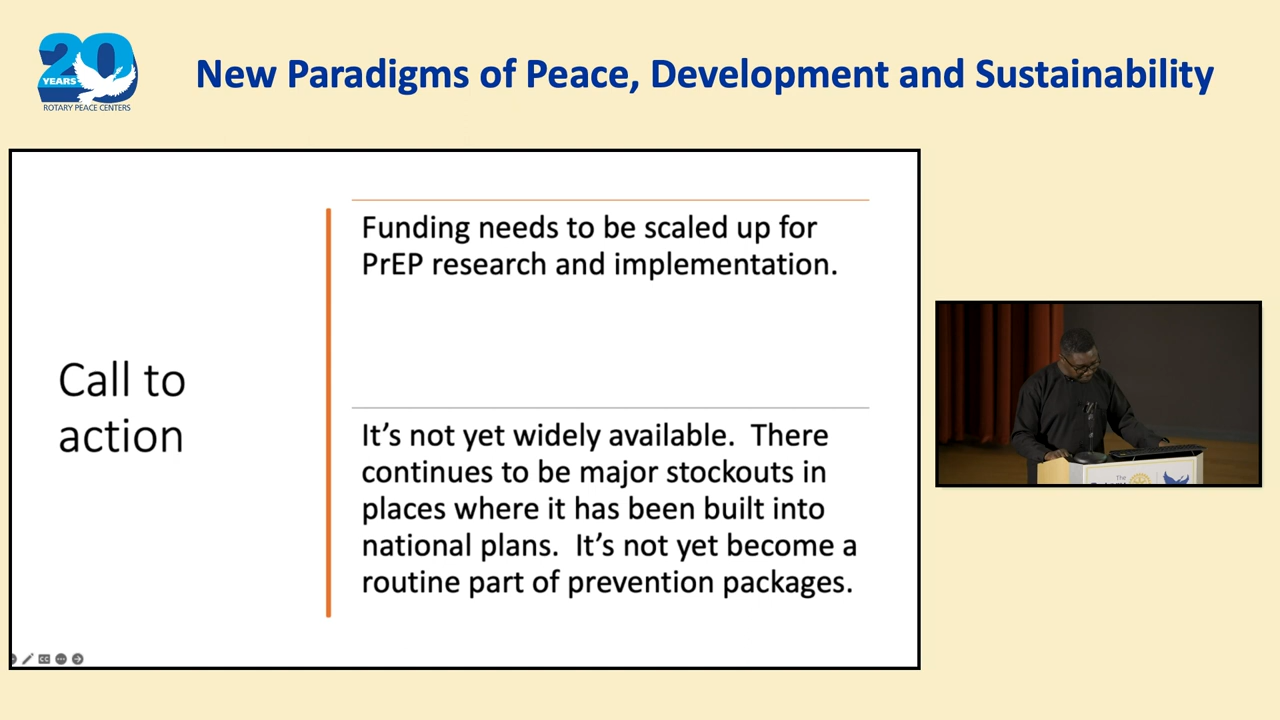 20
YEARS
ROTARY PEACE CENTERS
New Paradigms of Peace, Development and Sustainability
Call to
action
Funding needs to be scaled up for
PrEP research and implementation.
It's not yet widely available.  There
continues to be major stockouts in
places where it has been built into
national plans.  It's not yet become a
routine part of prevention packages.
The